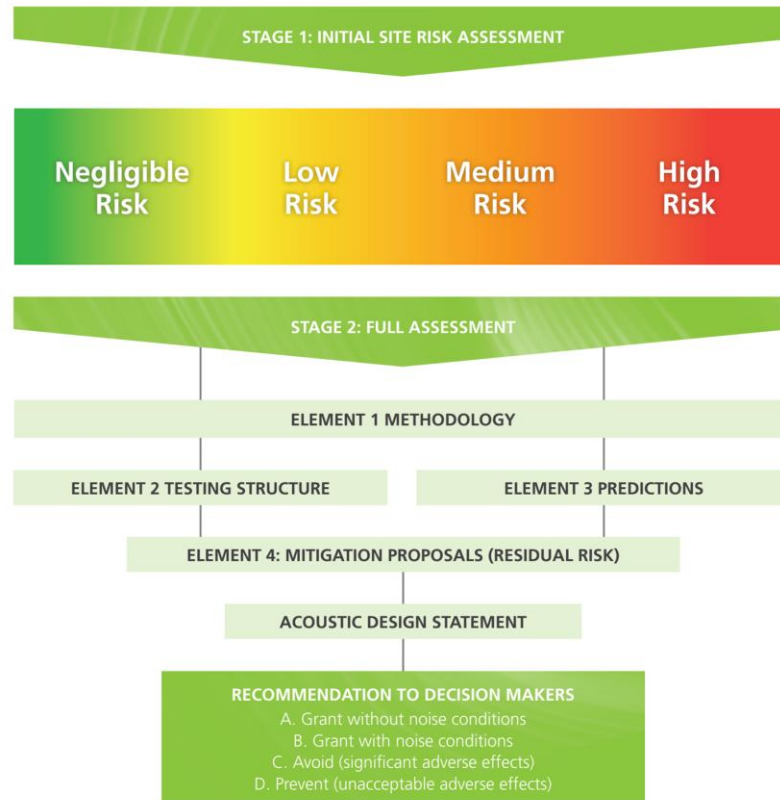 STAGE 1: INITIAL SITE RISK ASSESSMENT
Negligible
Risk
Low
Risk
Medium
Risk
High
Risk
STAGE 2: FULL ASSESSMENT
ELEMENT 1 METHODOLOGY
ELEMENT 2 TESTING STRUCTURE
ELEMENT 3 PREDICTIONS
ELEMENT 4: MITIGATION PROPOSALS (RESIDUAL RISK)
ACOUSTIC DESIGN STATEMENT
RECOMMENDATION TO DECISION MAKERS
A. Grant without noise conditions
B. Grant with noise conditions
C. Avoid (significant adverse effects)
D. Prevent (unacceptable adverse effects)